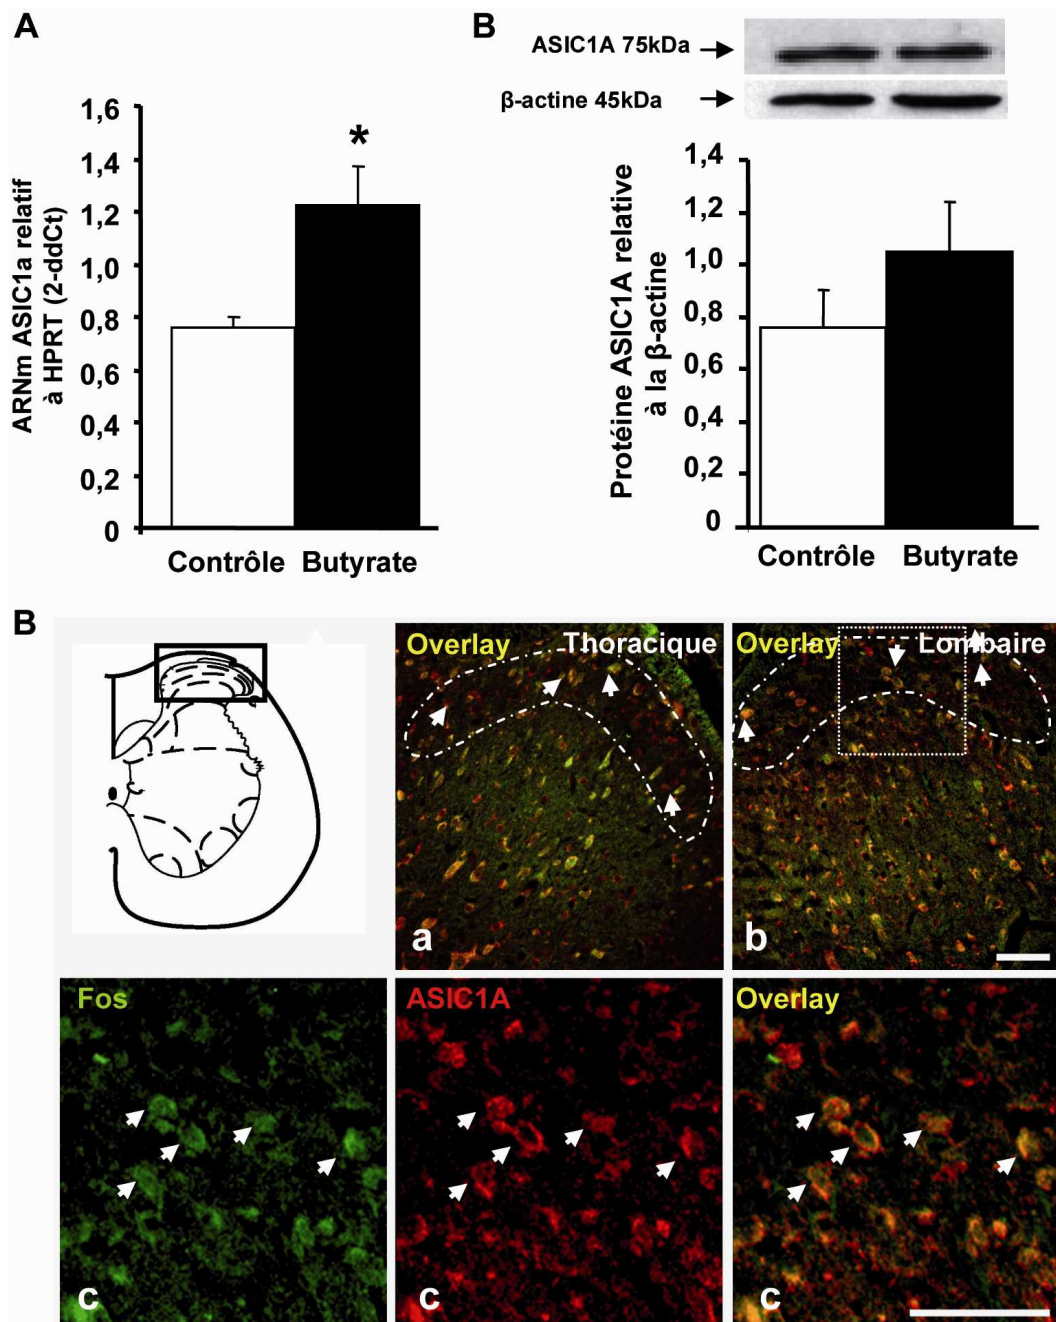 A
ARNm ASIC1a relatif
à HPRT (2-ddCt)
1,6
1,4
1,2
1,0
0,8
0,6
0,4
0,2
0
*
Contrôle Butyrate
B
ASIC1A 75kDa
β-actine 45kDa
Protéine ASIC1A relative
à la β-actine
1,4
1,2
1,0
0,8
0,6
0,4
0,2
0
Contrôle Butyrate
B
Overlay Thoracique
a
Overlay Lombaire
b
Fos
c
ASIC1A
c
Overlay
c